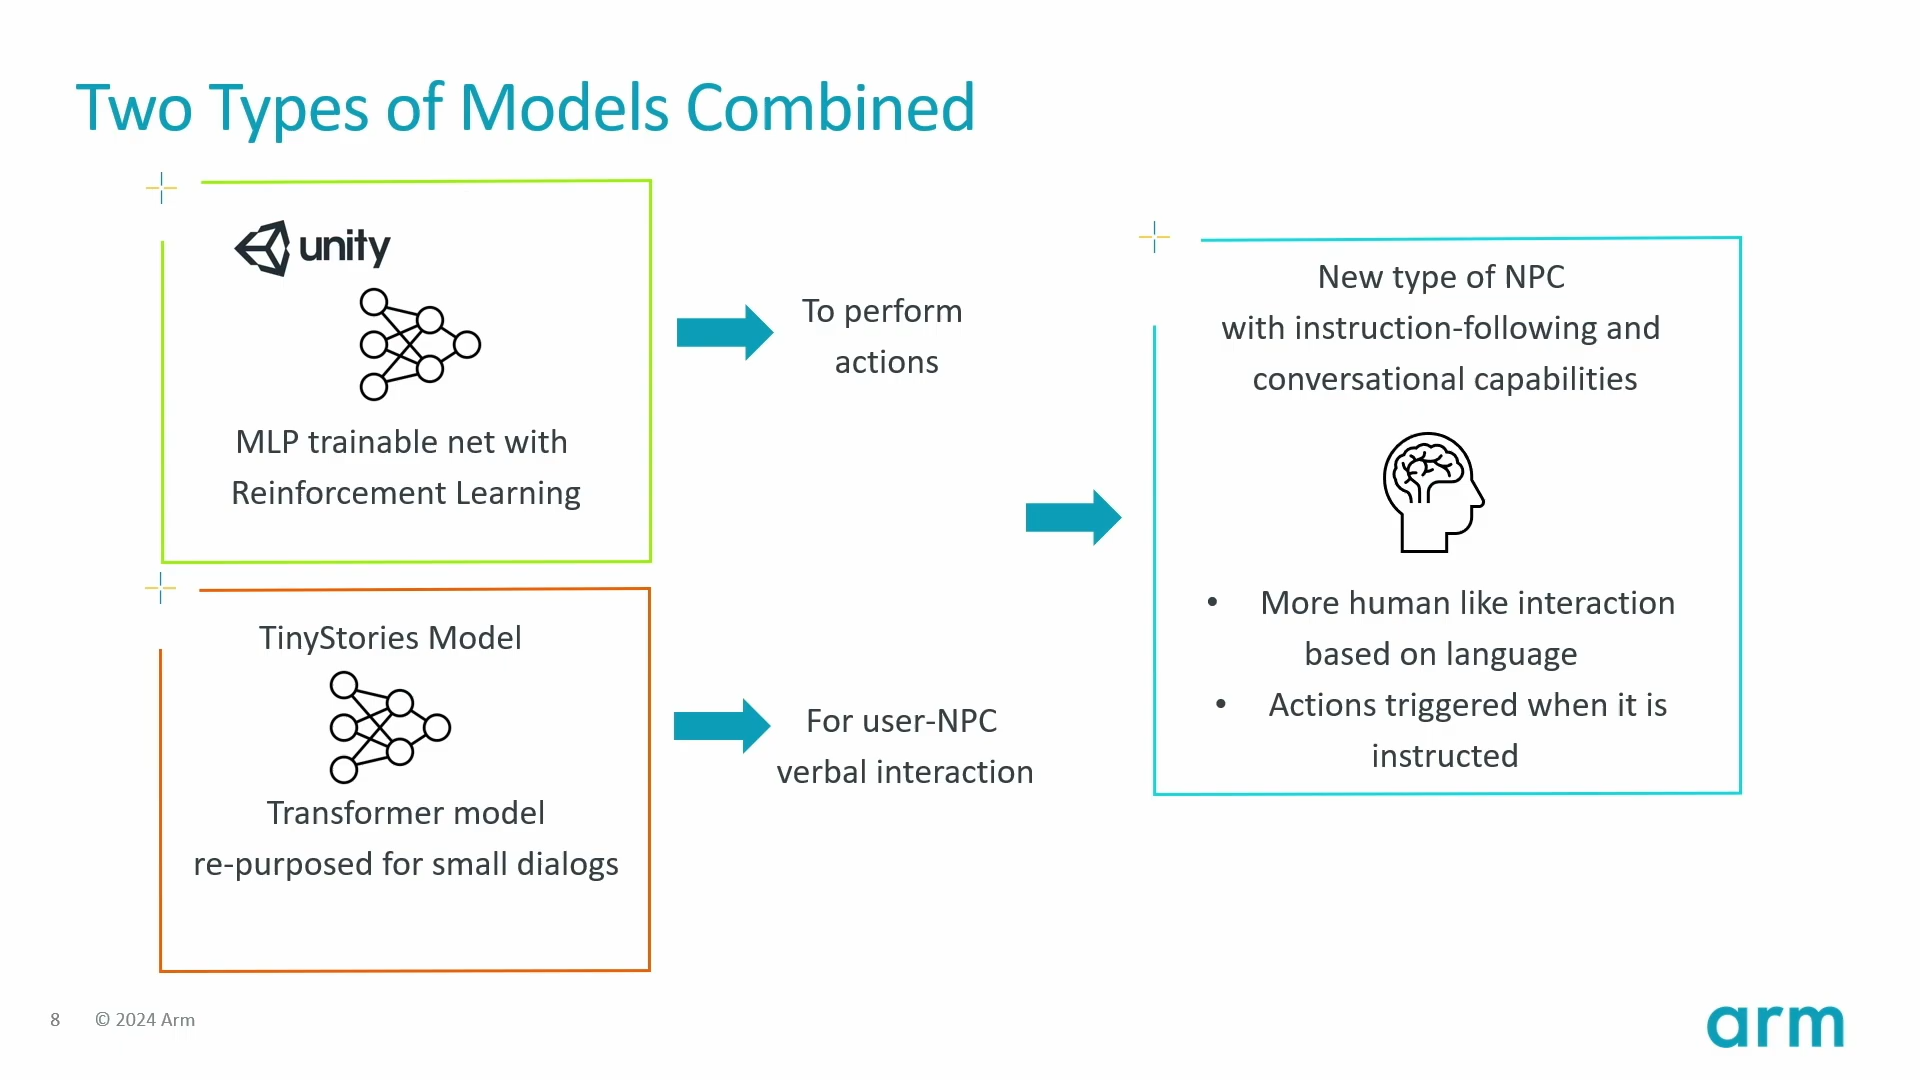 Two Types of Models Combined
unity
MLP trainable net with
Reinforcement Learning
To perform
actions
TinyStories Model
Transformer model
re-purposed for small dialogs
For user-NPC
verbal interaction
New type of NPC
with instruction-following and
conversational capabilities
• More human like interaction
based on language
• Actions triggered when it is
instructed
8 © 2024 Arm
arm